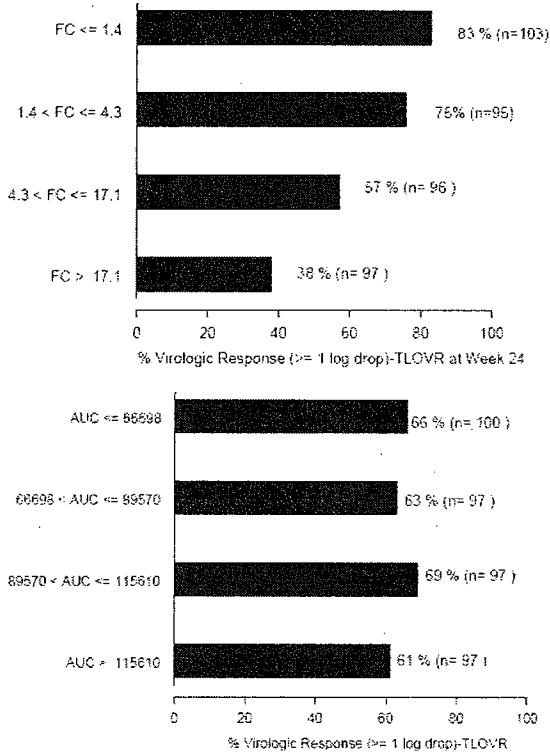 FC <= 1.4
83 % (n=103)
1.4 < FC <= 4.3
76% (n=95)
4.3 < FC <= 17.1
57 % (n= 96 )
FC > 17.1
38 % (n= 97 )
0 20 40 60 80 100
% Virologic Response (>= 1 log drop)-TLOVR at Week 24
AUC <= 66698
66 % (n= 100 )
66698 < AUC <= 89570
63 % (n= 97 )
89570 < AUC <= 115610
69 % (n= 97 )
AUC > 115610
61 % (n= 97 )
0 20 40 60 80 100
% Virologic Response (>= 1 log drop)-TLOVR